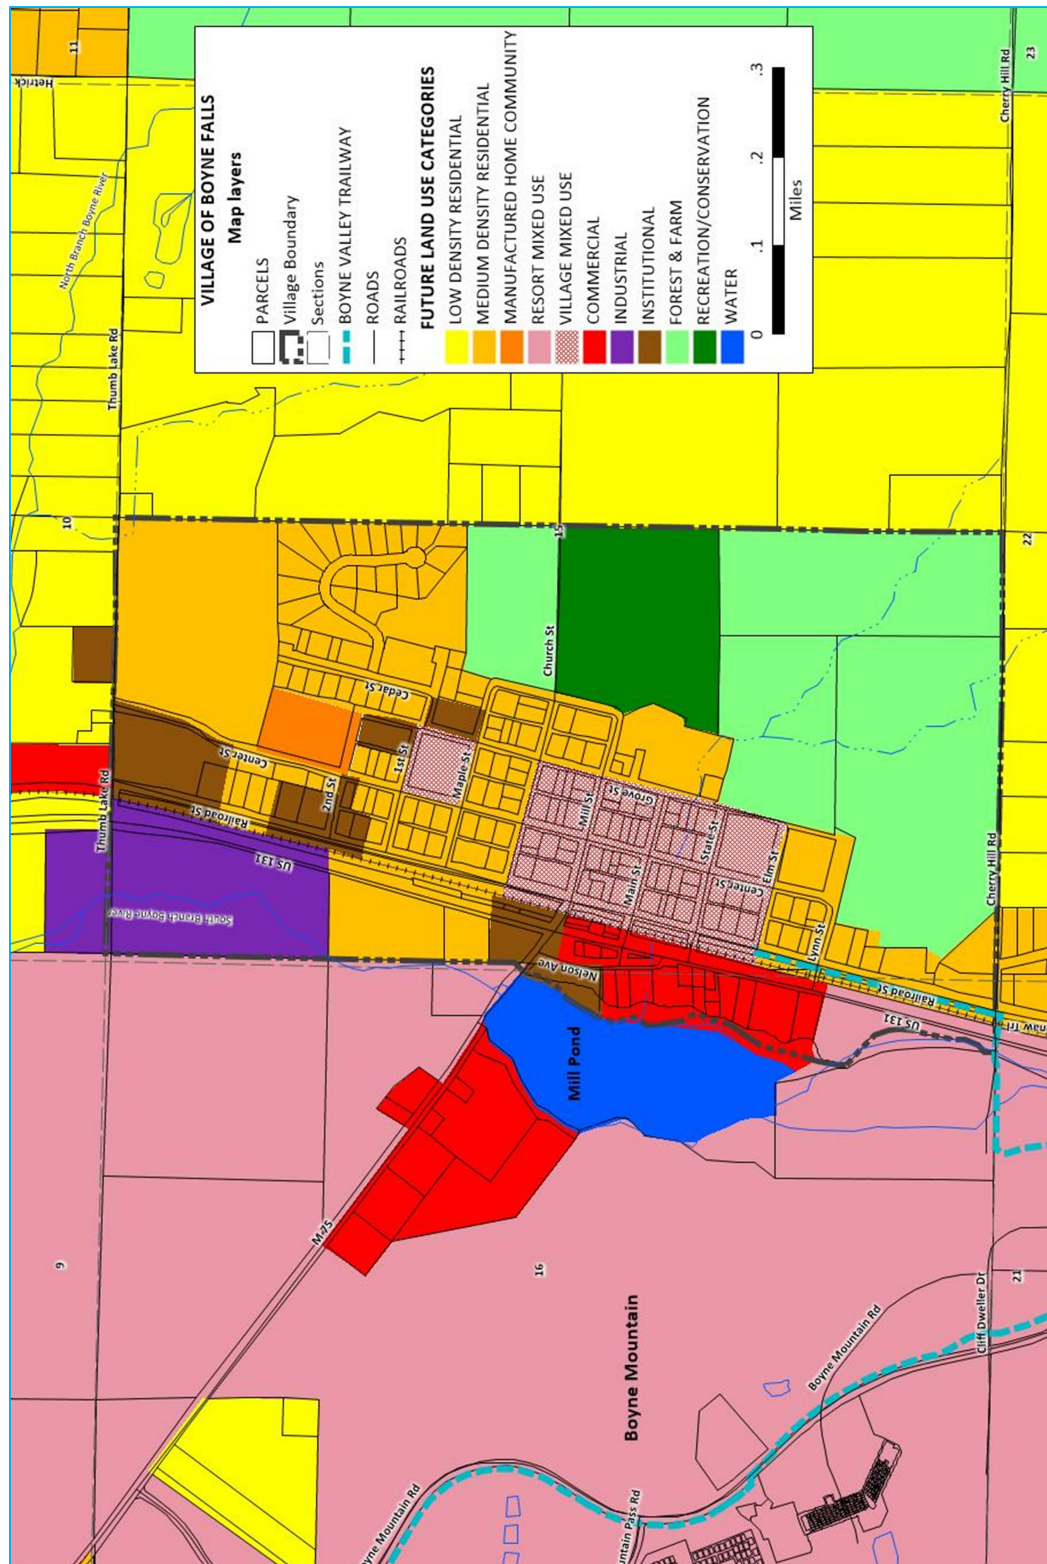 VILLAGE OF BOYNE FALLS
Map layers
PARCELS
Village Boundary
Sections
BOYNE VALLEY TRAILWAY
ROADS
RAILROADS
FUTURE LAND USE CATEGORIES
LOW DENSITY RESIDENTIAL
MEDIUM DENSITY RESIDENTIAL
MANUFACTURED HOME COMMUNITY
RESORT MIXED USE
VILLAGE MIXED USE
COMMERCIAL
INDUSTRIAL
INSTITUTIONAL
FOREST & FARM
RECREATION/CONSERVATION
WATER
0 .1 .2 .3
Miles
11
Hetrick
North Branch Boyne River
Thumb Lake Rd
Cherry Hill Rd
23
10
15
22
Church St
Cedar St
Center St
1st St
2nd St
Maple St
Thumb Lake Rd
Railroad St
US 131
South Branch Boyne River
Mill St
Grove St
Main St
State St
Center St
Elm St
Lynn St
Cherry Hill Rd
Nelson Ave
Railroad St
US 131
naw Trl
Mill Pond
M-75
9
16
21
Boyne Mountain
Cliff Dweller Dr
Boyne Mountain Rd
yne Mountain Rd
untain Pass Rd